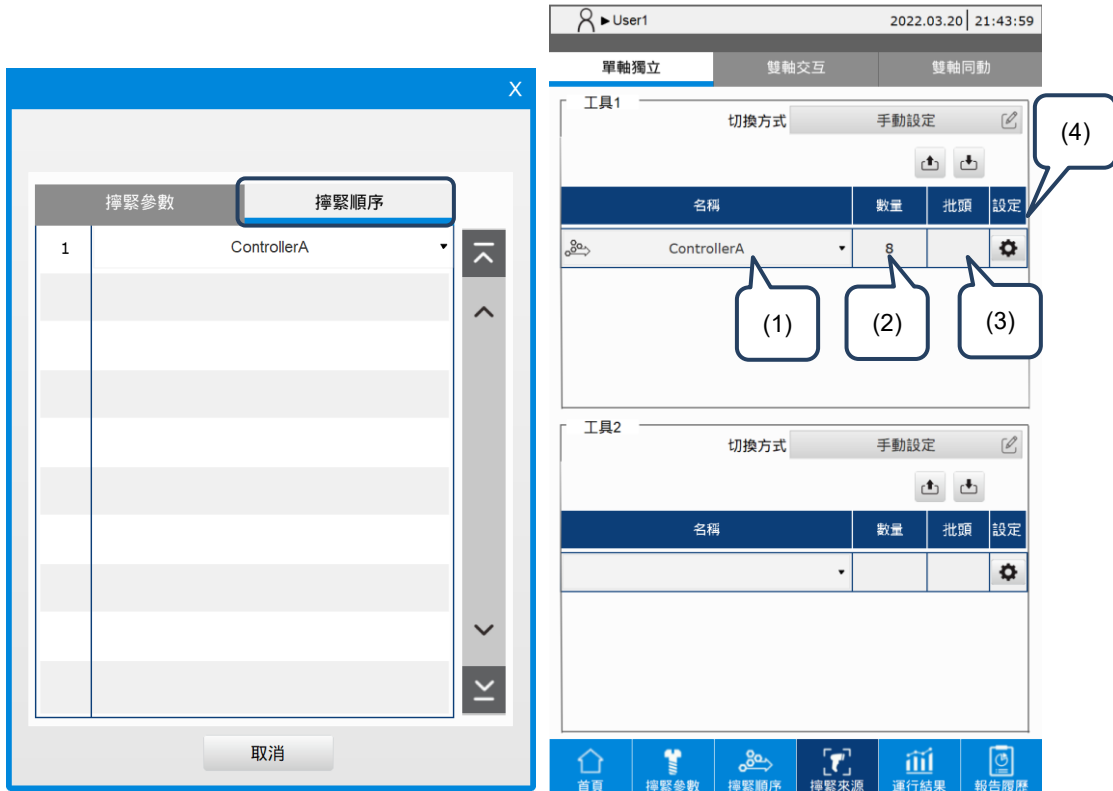 X
擰緊參數 擰緊順序
1 ControllerA
取消
►User1 2022.03.20 21:43:59
單軸獨立 雙軸交互 雙軸同動
工具1
切換方式 手動設定
名稱 數量 批頭 設定
ControllerA 8
(1) (2) (3) (4)
工具2
切換方式 手動設定
名稱 數量 批頭 設定
首頁 擰緊參數 擰緊順序 擰緊來源 運行結果 報告履歷